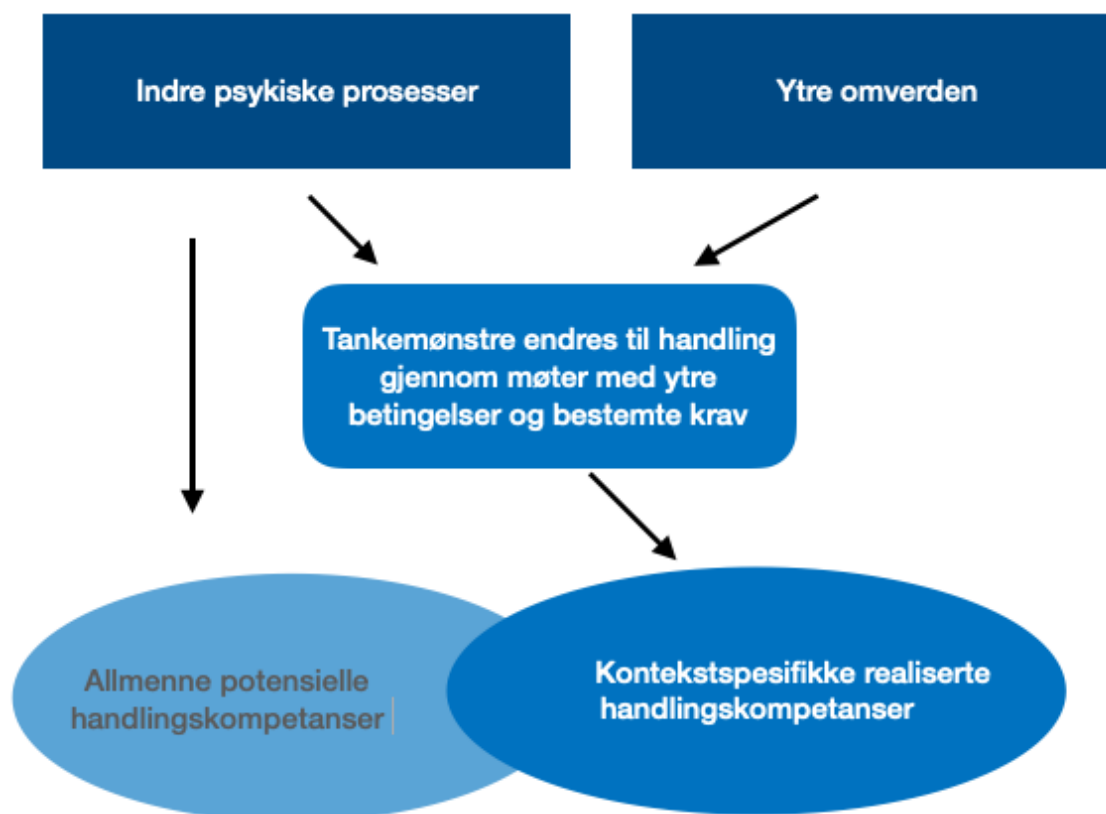 Indre psykiske prosesser
Ytre omverden
Tankemønstre endres til handling
gjennom møter med ytre
betingelser og bestemte krav
Allmenne potensielle
handlingskompetanser
Kontekstspesifikke realiserte
handlingskompetanser